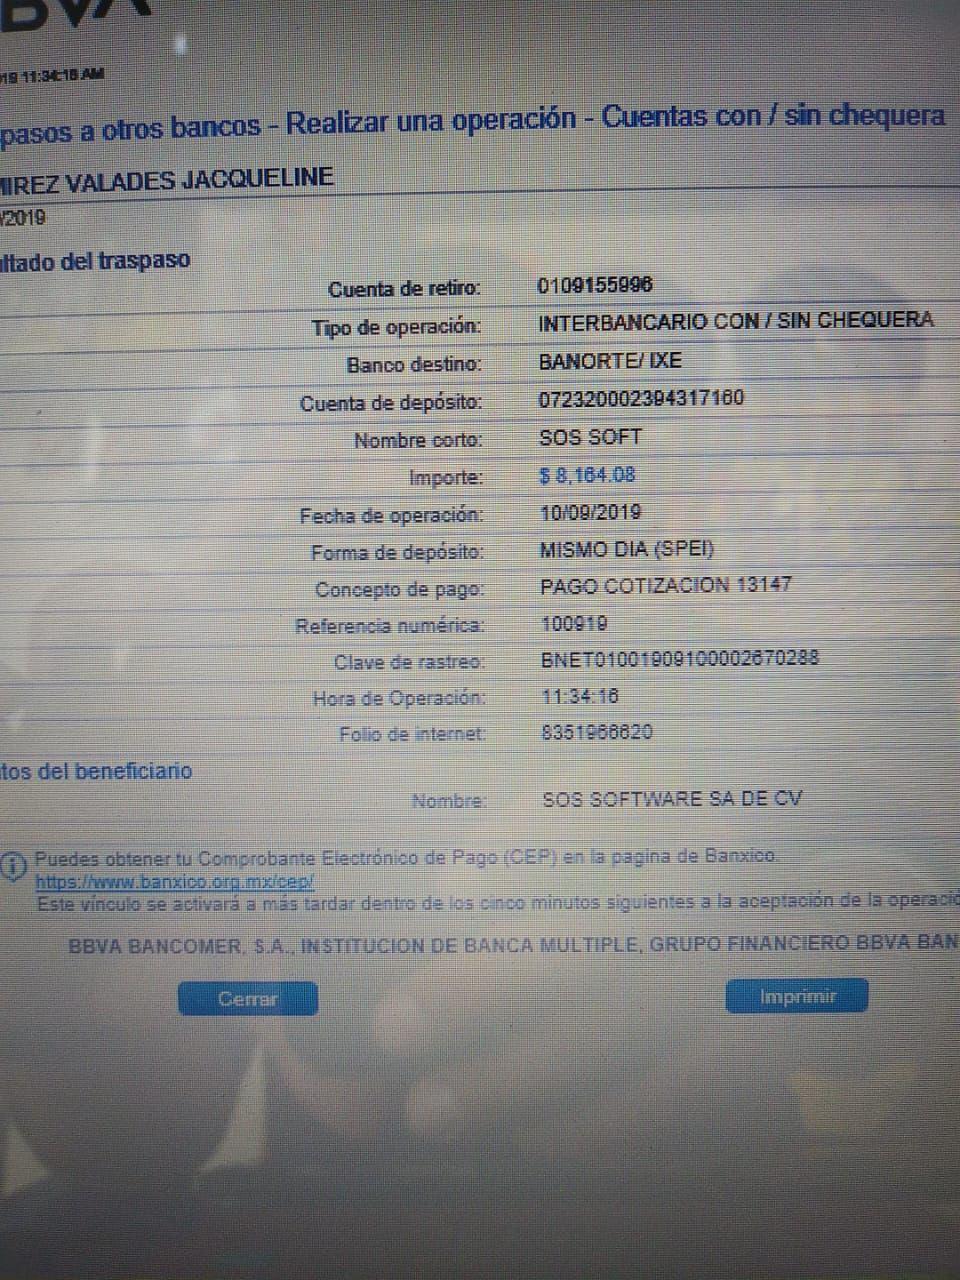 BBVA
019 11:34:16 AM
pasos a otros bancos - Realizar una operación - Cuentas con / sin chequera
MIREZ VALADES JACQUELINE
/2019
ultado del traspaso
Cuenta de retiro: 0109155996
Tipo de operación: INTERBANCARIO CON / SIN CHEQUERA
Banco destino: BANORTE/ IXE
Cuenta de depósito: 072320002394317160
Nombre corto: SOS SOFT
Importe: $ 8,164.08
Fecha de operación: 10/09/2019
Forma de depósito: MISMO DIA (SPEI)
Concepto de pago: PAGO COTIZACION 13147
Referencia numérica: 100919
Clave de rastreo: BNET01001909100002670288
Hora de Operación: 11:34:16
Folio de internet: 8351966620
tos del beneficiario
Nombre: SOS SOFTWARE SA DE CV
Puedes obtener tu Comprobante Electrónico de Pago (CEP) en la pagina de Banxico.
https://www.banxico.org.mx/cep/
Este vínculo se activará a más tardar dentro de los cinco minutos siguientes a la aceptación de la operació
BBVA BANCOMER, S.A., INSTITUCION DE BANCA MULTIPLE, GRUPO FINANCIERO BBVA BAN
Cerrar Imprimir